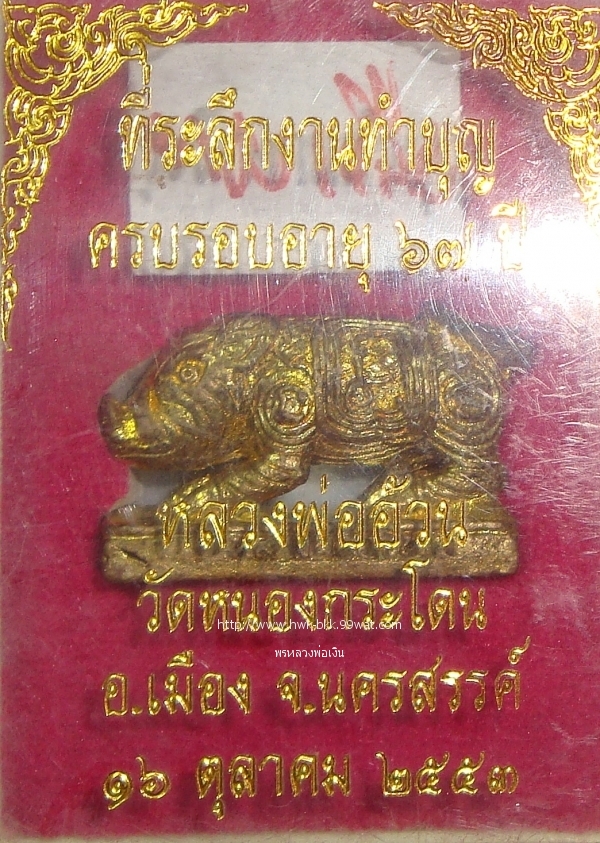 ที่ระลึกงานทำบุญ
ครบรอบอายุ ๖๗ ปี
หลวงพ่ออ้วน
วัดหนองกระโดน
http://www.hwh-blk.99wat.com
พรหลวงพ่อเงิน
อ.เมือง จ.นครสรรค์
๑๖ ตุลาคม ๒๕๕๓